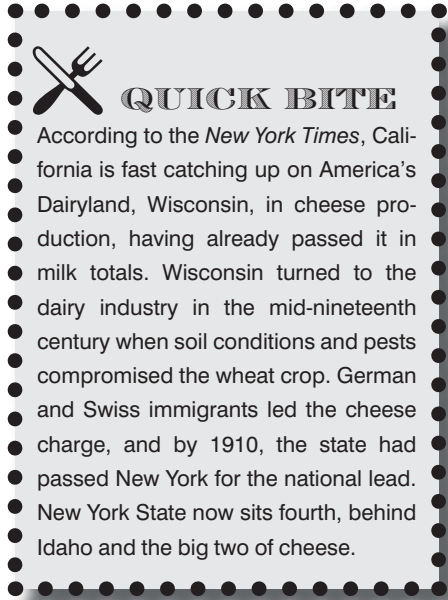 QUICK BITE
According to the New York Times, Cali-
fornia is fast catching up on America's
Dairyland, Wisconsin, in cheese pro-
duction, having already passed it in
milk totals. Wisconsin turned to the
dairy industry in the mid-nineteenth
century when soil conditions and pests
compromised the wheat crop. German
and Swiss immigrants led the cheese
charge, and by 1910, the state had
passed New York for the national lead.
New York State now sits fourth, behind
Idaho and the big two of cheese.